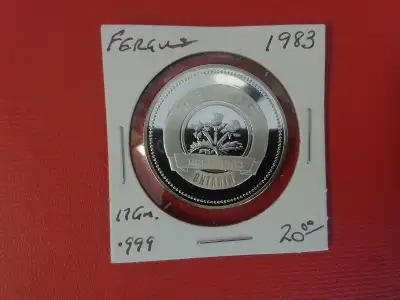 FERGUS 1983
ONTARIO
17Gm.
.999 20.00